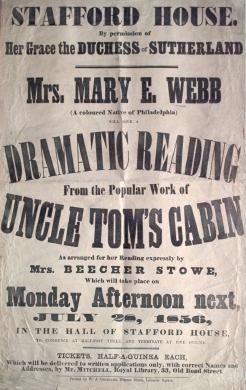 STAFFORD HOUSE.
By permission of
Her Grace the DUCHESS of SUTHERLAND
Mrs. MARY E. WEBB
(A coloured Native of Philadelphia)
WILL GIVE A
DRAMATIC READING
From the Popular Work of
UNCLE TOM'S CABIN
As arranged for her Reading expressly by
Mrs. BEECHER STOWE,
Which will take place on
Monday Afternoon next,
JULY 28, 1856,
IN THE HALL OF STAFFORD HOUSE,
TO COMMENCE AT HALF-PAST THREE, AND TERMINATE AT FIVE
TICKETS, HALF-A-GUINEA EACH,
Which will be delivered to written applications only, with correct Names and
Addresses, by Mr. MITCHELL, Royal Library, 33, Old Bond Street
Printed by W. J.